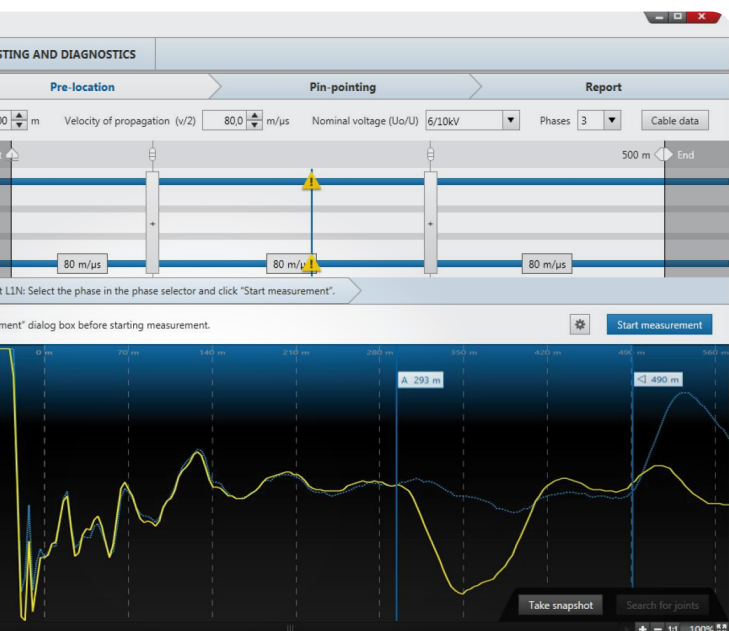 STING AND DIAGNOSTICS
Pre-location
Pin-pointing
Report
00 m
Velocity of propagation (v/2) 80,0 m/µs
Nominal voltage (Uo/U) 6/10kV
Phases 3
Cable data
500 m End
80 m/µs
80 m/µ
80 m/µs
t L1N: Select the phase in the phase selector and click "Start measurement".
ment" dialog box before starting measurement.
Start measurement
0 m 70 m 140 m 210 m 280 m 350 m 420 m 490 m 560 m
A 293 m
490 m
Take snapshot
Search for joints
1:1 100%